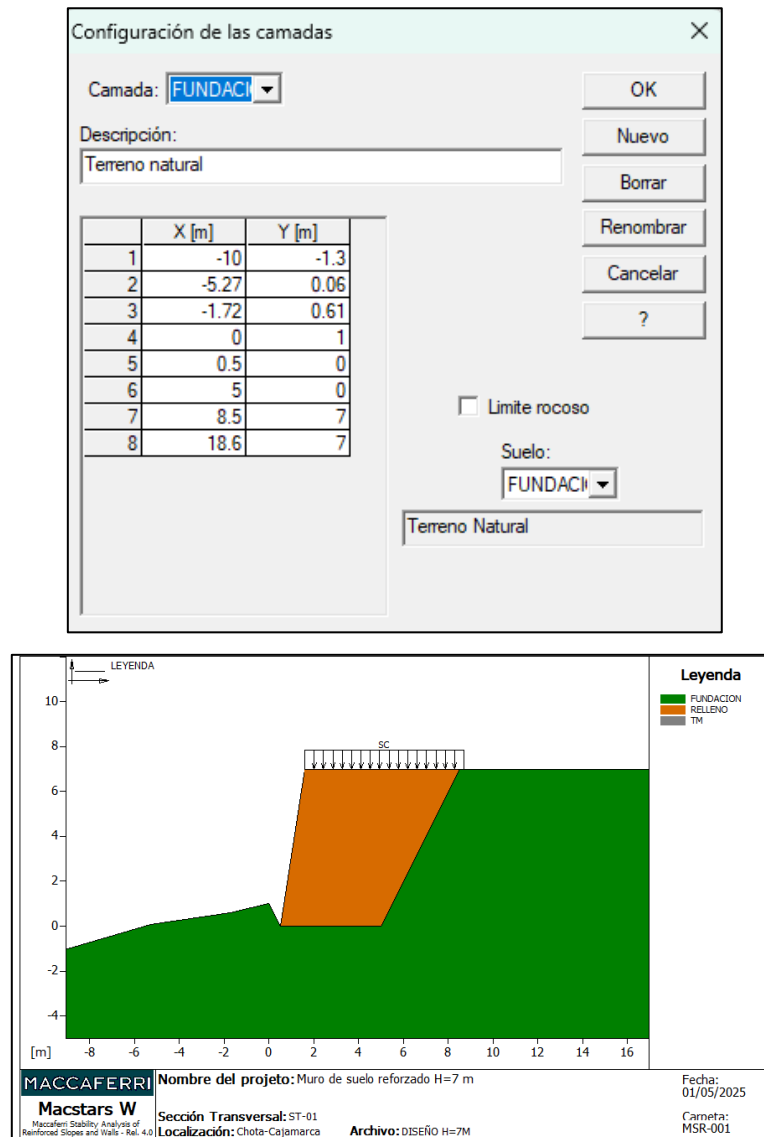 Configuración de las camadas
Camada: FUNDACI
OK
Descripción:
Nuevo
Terreno natural
Borrar
Renombrar
Cancelar
?
X [m] Y [m]
1 -10 -1.3
2 -5.27 0.06
3 -1.72 0.61
4 0 1
5 0.5 0
6 5 0
7 8.5 7
8 18.6 7
Limite rocoso
Suelo:
FUNDACI
Terreno Natural
LEYENDA
Leyenda
FUNDACION
RELLENO
TM
SC
10
8
6
4
2
0
-2
-4
[m] -8 -6 -4 -2 0 2 4 6 8 10 12 14 16
MACCAFERRI
Macstars W
Maccaferri Stability Analysis of
Reinforced Slopes and Walls - Rel. 4.0
Nombre del projeto: Muro de suelo reforzado H=7 m
Sección Transversal: ST-01
Localización: Chota-Cajamarca Archivo: DISEÑO H=7M
Fecha:
01/05/2025
Carpeta:
MSR-001